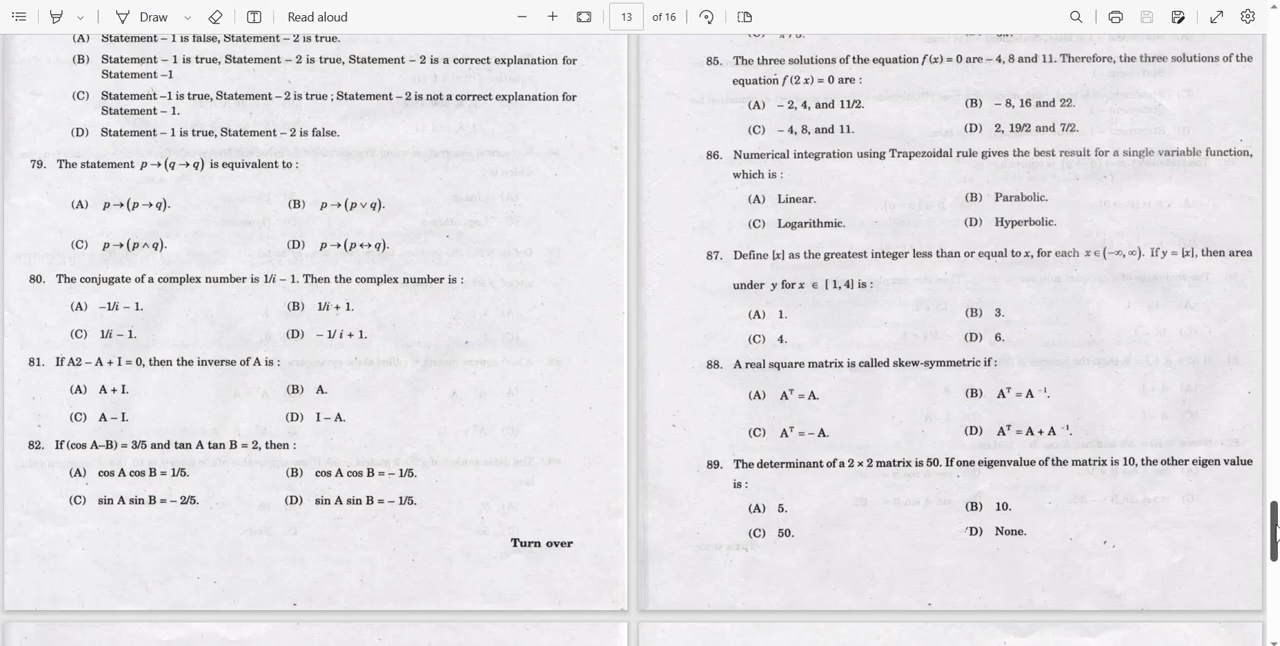 Draw
Read aloud
13 of 16
(A) Statement – 1 is false, Statement – 2 is true.
(B) Statement – 1 is true, Statement – 2 is true, Statement – 2 is a correct explanation for
Statement –1
(C) Statement –1 is true, Statement – 2 is true ; Statement – 2 is not a correct explanation for
Statement – 1.
(D) Statement – 1 is true, Statement – 2 is false.
79. The statement p→(q→q) is equivalent to :
(A) p→(p→q). (B) p→(p∨q).
(C) p→(p∧q). (D) p→(p↔q).
80. The conjugate of a complex number is 1/i – 1. Then the complex number is :
(A) –1/i – 1. (B) 1/i + 1.
(C) 1/i – 1. (D) – 1/ i + 1.
81. If A2 – A + I = 0, then the inverse of A is :
(A) A + I. (B) A.
(C) A – I. (D) I – A.
82. If (cos A–B) = 3/5 and tan A tan B = 2, then :
(A) cos A cos B = 1/5. (B) cos A cos B = – 1/5.
(C) sin A sin B = – 2/5. (D) sin A sin B = – 1/5.
Turn over
85. The three solutions of the equation f (x) = 0 are – 4, 8 and 11. Therefore, the three solutions of the
equation f (2 x) = 0 are :
(A) – 2, 4, and 11/2. (B) – 8, 16 and 22.
(C) – 4, 8, and 11. (D) 2, 19/2 and 7/2.
86. Numerical integration using Trapezoidal rule gives the best result for a single variable function,
which is :
(A) Linear. (B) Parabolic.
(C) Logarithmic. (D) Hyperbolic.
87. Define [x] as the greatest integer less than or equal to x, for each x∈(–∞, ∞). If y = [x], then area
under y for x ∈ [ 1, 4] is :
(A) 1. (B) 3.
(C) 4. (D) 6.
88. A real square matrix is called skew-symmetric if :
(A) Aᵀ = A. (B) Aᵀ = A ⁻¹.
(C) Aᵀ = – A. (D) Aᵀ = A + A ⁻¹.
89. The determinant of a 2 × 2 matrix is 50. If one eigenvalue of the matrix is 10, the other eigen value
is :
(A) 5. (B) 10.
(C) 50. D) None.